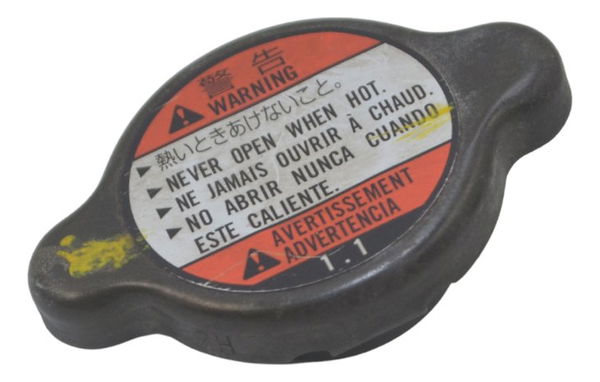 警告
WARNING
▶ 熱いときあけないこと。
▶ NEVER OPEN WHEN HOT.
▶ NE JAMAIS OUVRIR À CHAUD.
▶ NO ABRIR NUNCA CUANDO
ESTE CALIENTE.
AVERTISSEMENT
ADVERTENCIA
1.1